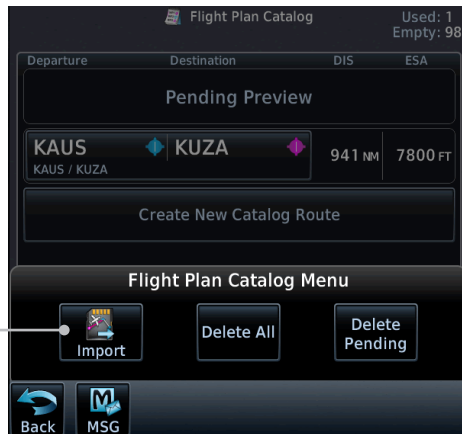 Flight Plan Catalog
Used: 1
Empty: 98
Departure Destination DIS ESA
Pending Preview
KAUS KUZA 941 NM 7800 FT
KAUS / KUZA
Create New Catalog Route
Flight Plan Catalog Menu
Import
Delete All
Delete
Pending
Back
MSG